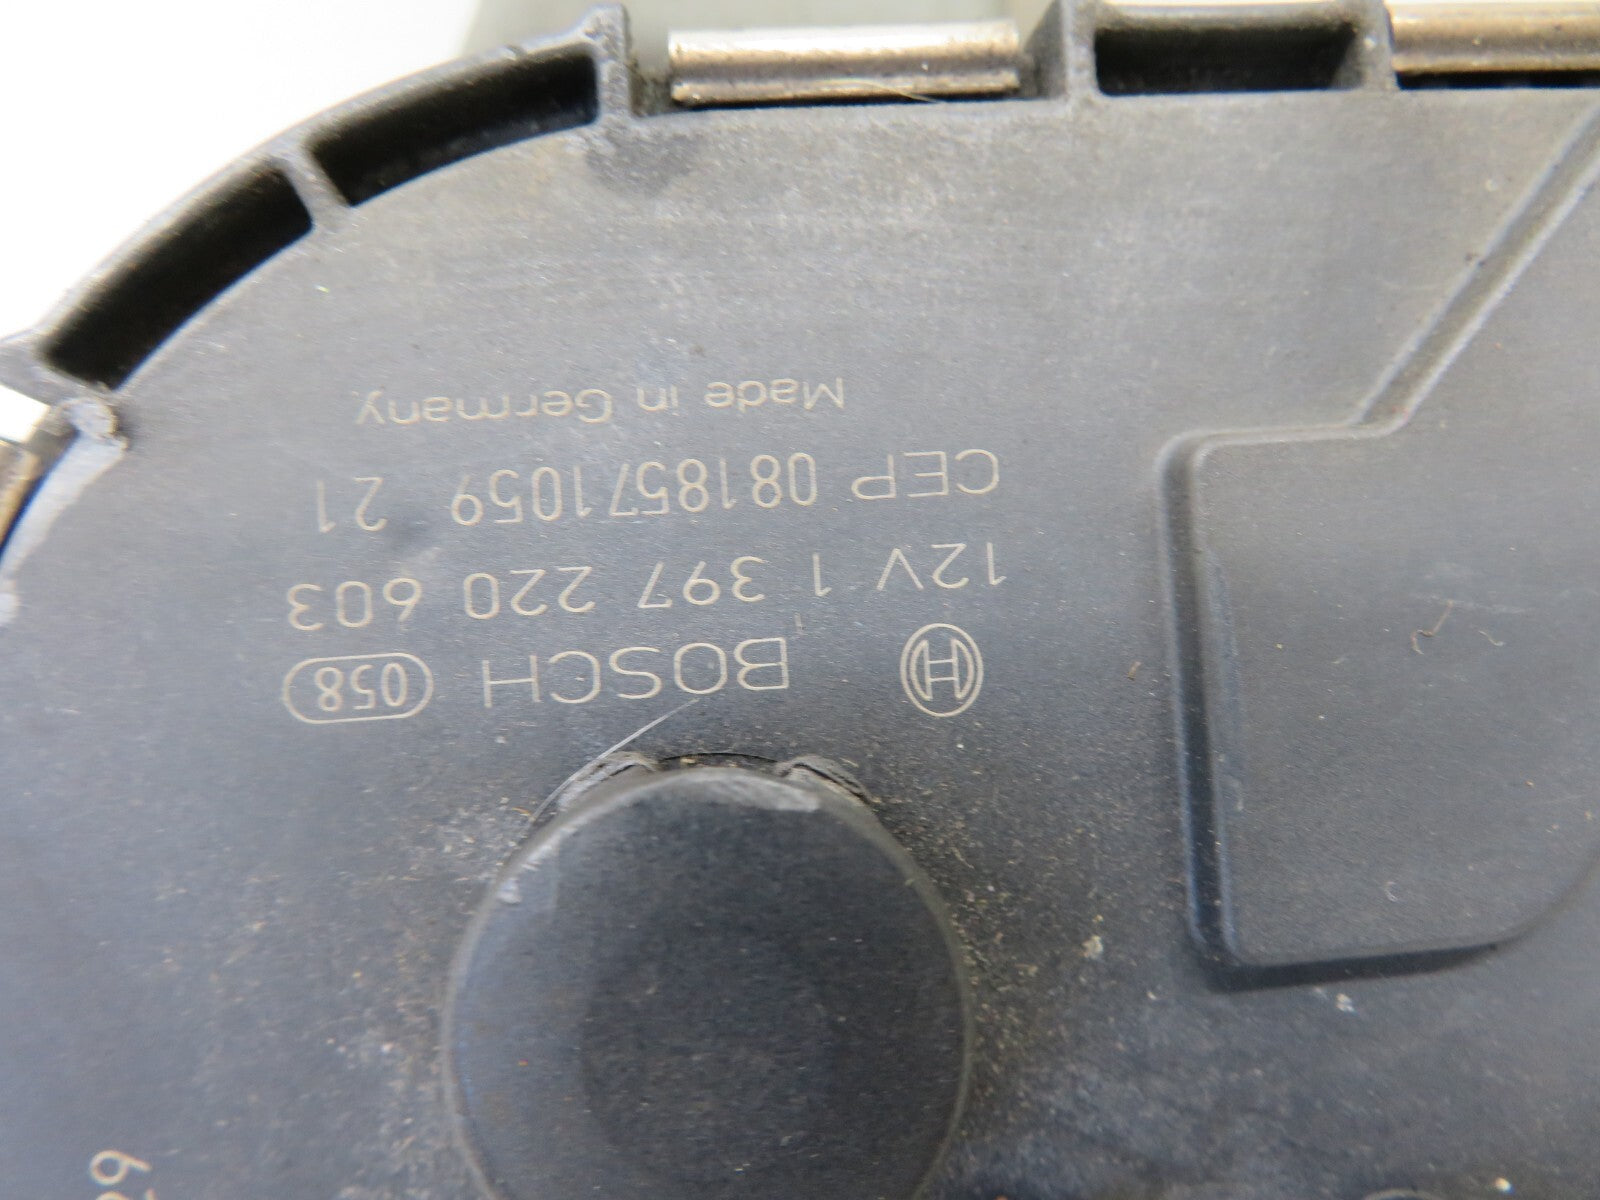 BOSCH 058
12V 1 397 220 603
CEP 0818571059 21
Made in Germany